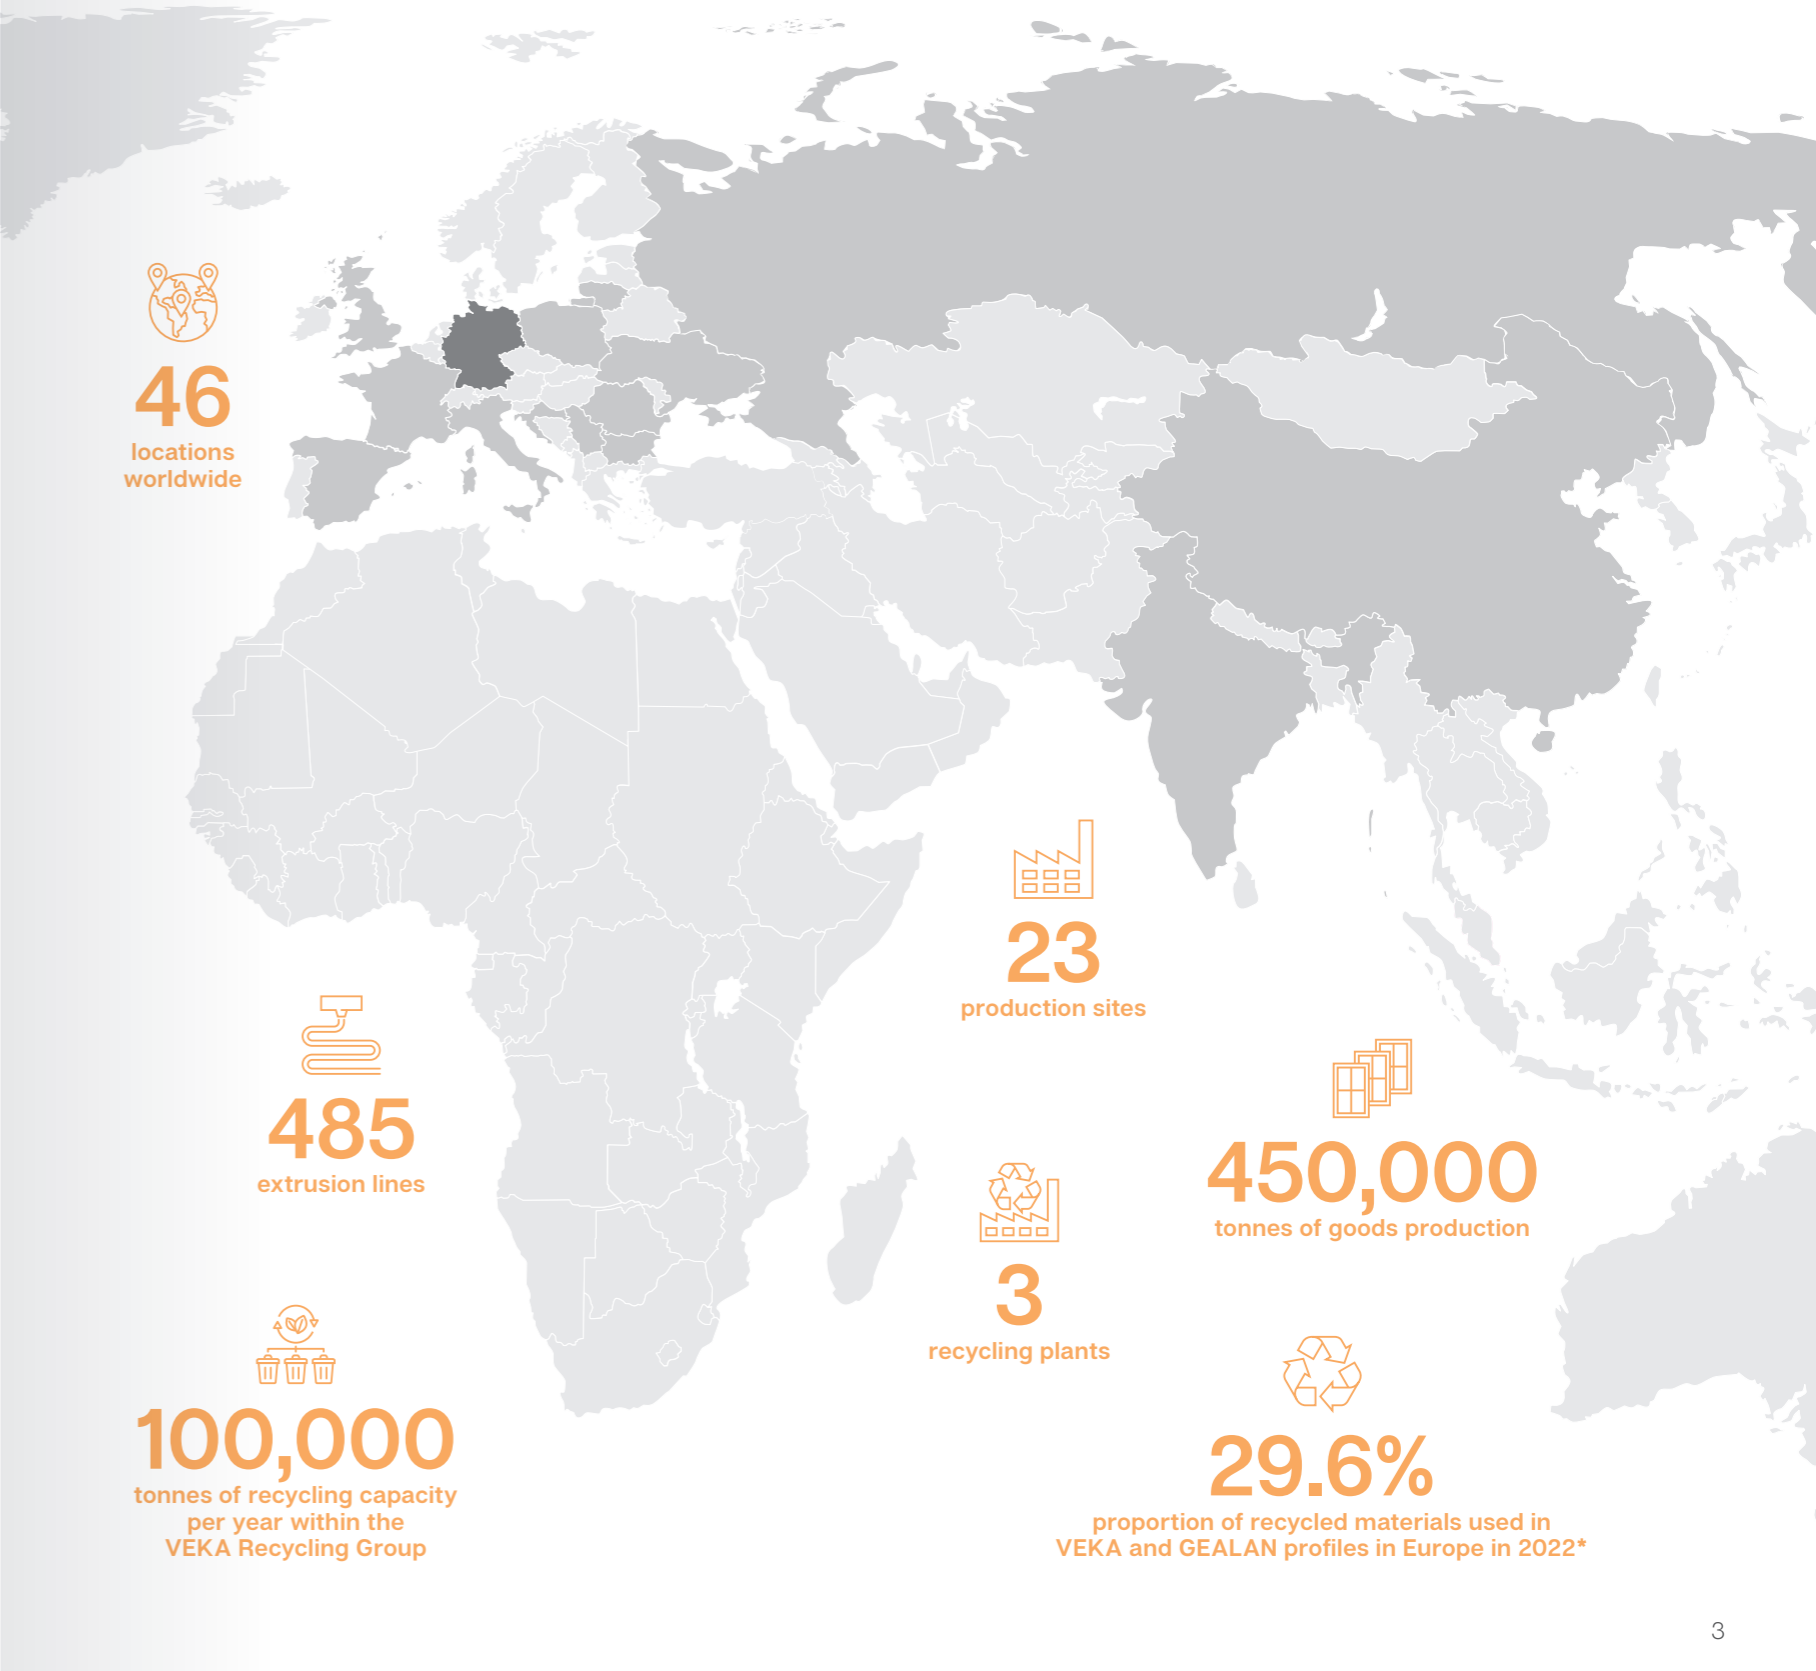 46
locations
worldwide
23
production sites
485
extrusion lines
450,000
tonnes of goods production
3
recycling plants
100,000
tonnes of recycling capacity
per year within the
VEKA Recycling Group
29.6%
proportion of recycled materials used in
VEKA and GEALAN profiles in Europe in 2022*
3